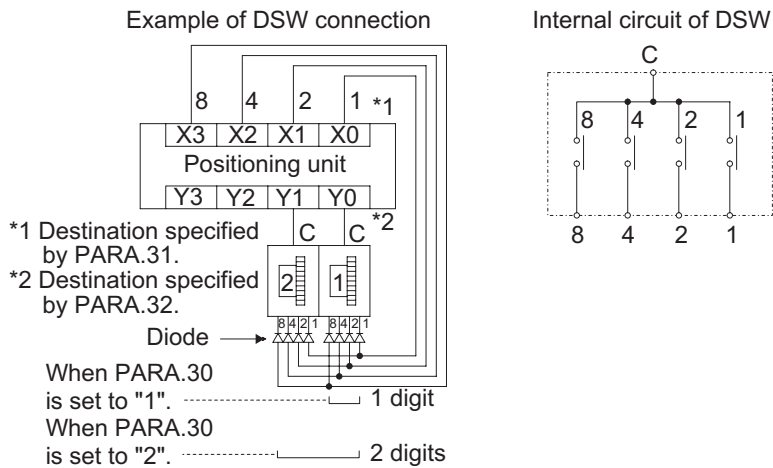 Example of DSW connection
Internal circuit of DSW
8 4 2 1 *1
X3 X2 X1 X0
Positioning unit
Y3 Y2 Y1 Y0
*2
C C
2 1
8 4 2 1 8 4 2 1
*1 Destination specified
by PARA.31.
*2 Destination specified
by PARA.32.
Diode
When PARA.30
is set to "1".
1 digit
When PARA.30
is set to "2".
2 digits
C
8 4 2 1
8 4 2 1